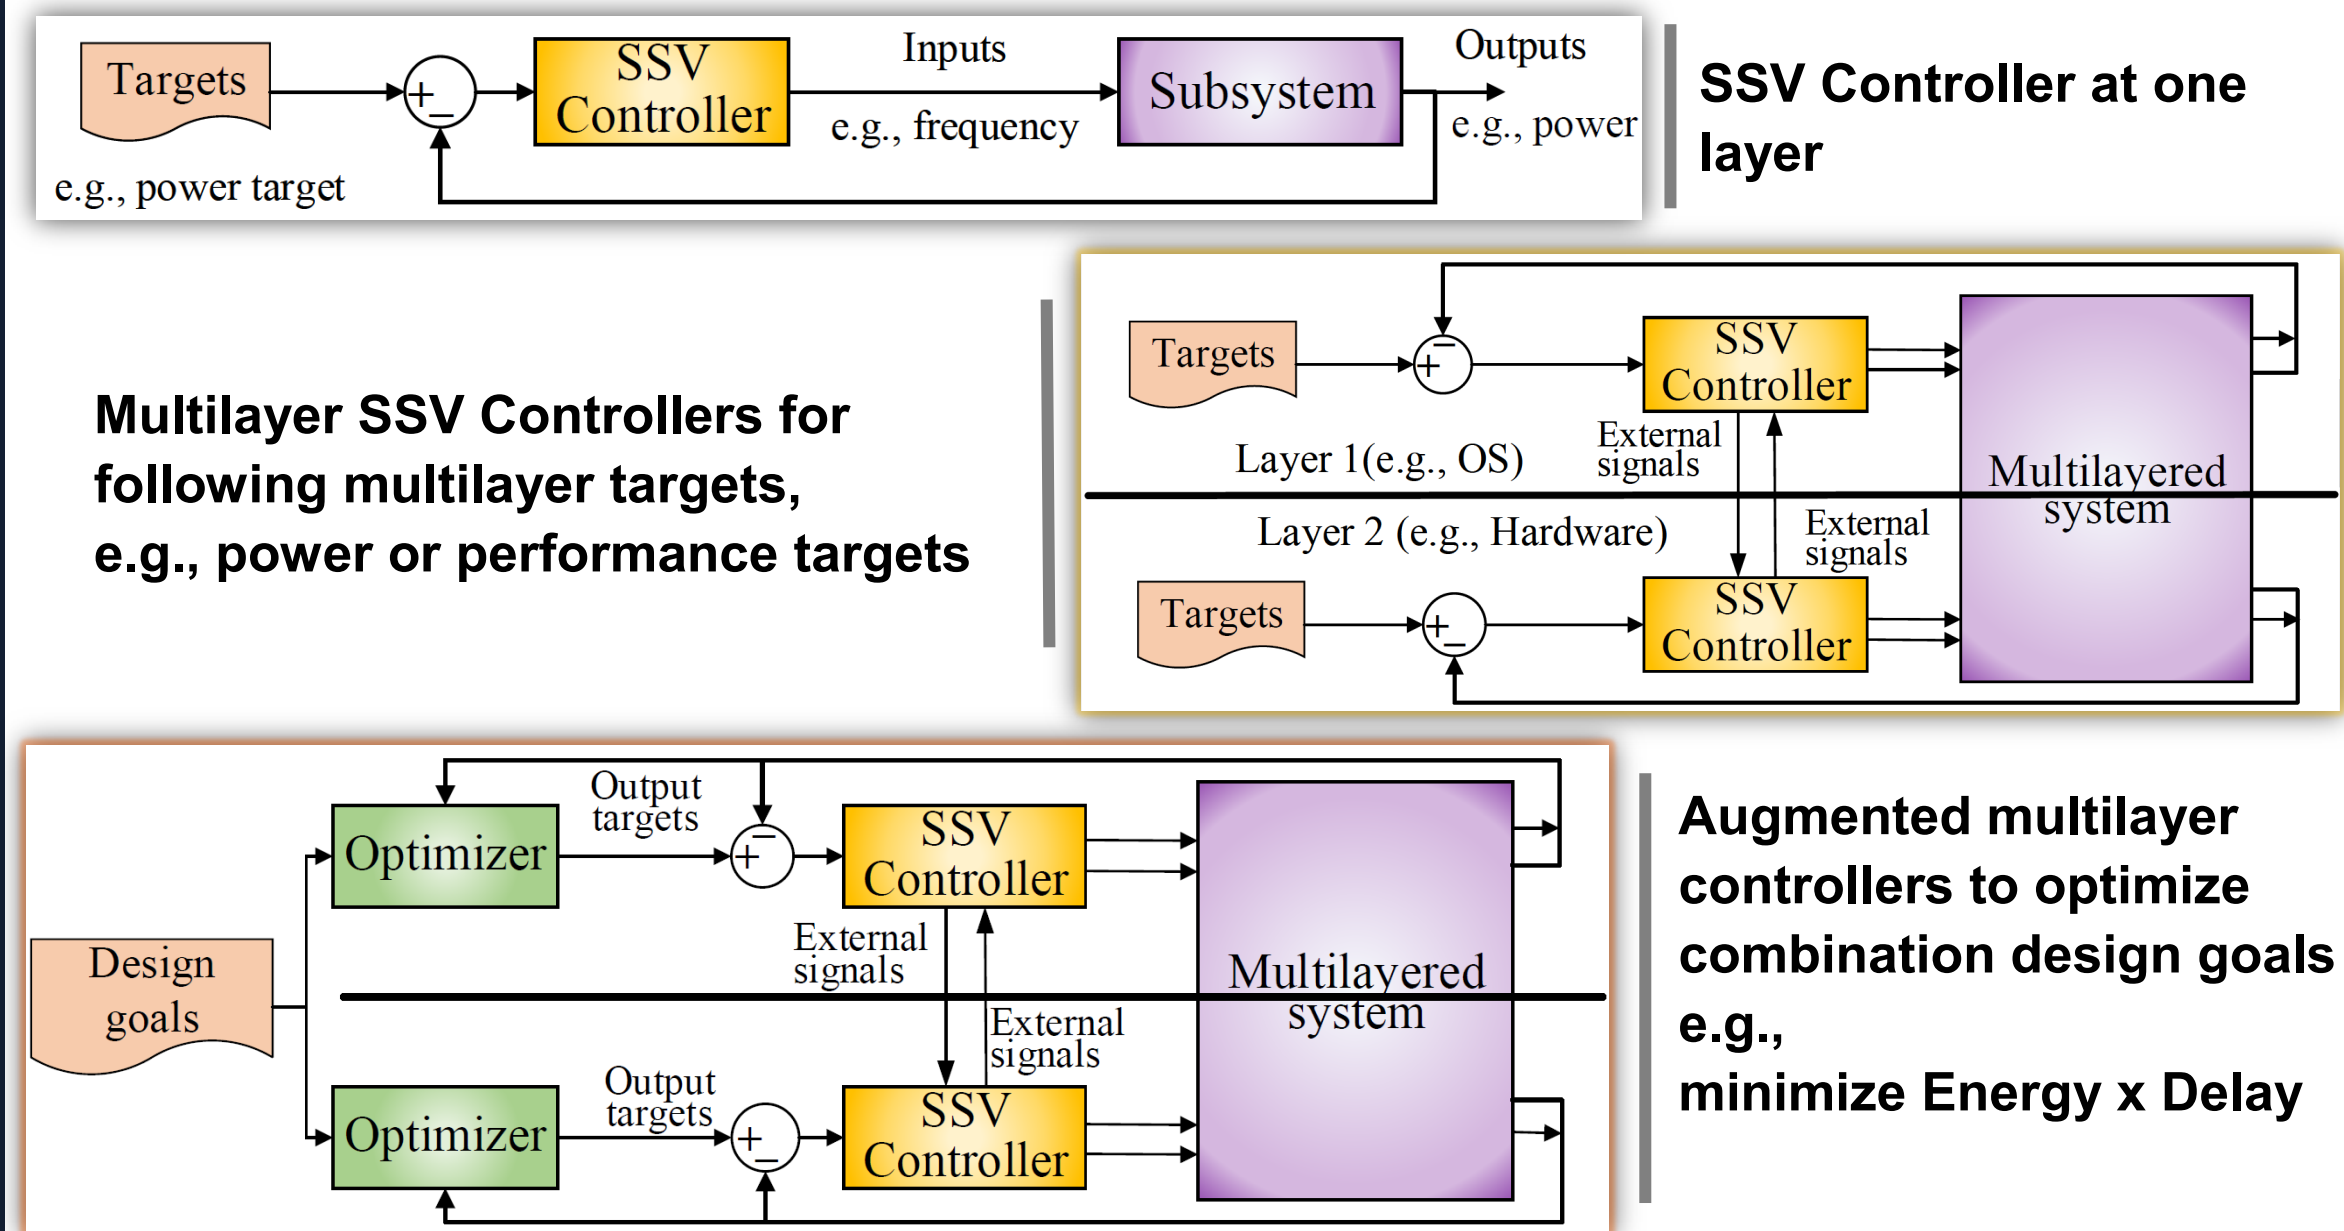 Targets
e.g., power target
+
−
SSV
Controller
Inputs
e.g., frequency
Subsystem
Outputs
e.g., power
SSV Controller at one
layer
Multilayer SSV Controllers for
following multilayer targets,
e.g., power or performance targets
Targets
−
+
SSV
Controller
External
signals
Layer 1(e.g., OS)
Multilayered
system
Layer 2 (e.g., Hardware)
External
signals
Targets
+
−
SSV
Controller
Design
goals
Optimizer
Output
targets
−
+
SSV
Controller
External
signals
Multilayered
system
External
signals
Optimizer
Output
targets
+
−
SSV
Controller
Augmented multilayer
controllers to optimize
combination design goals
e.g.,
minimize Energy x Delay